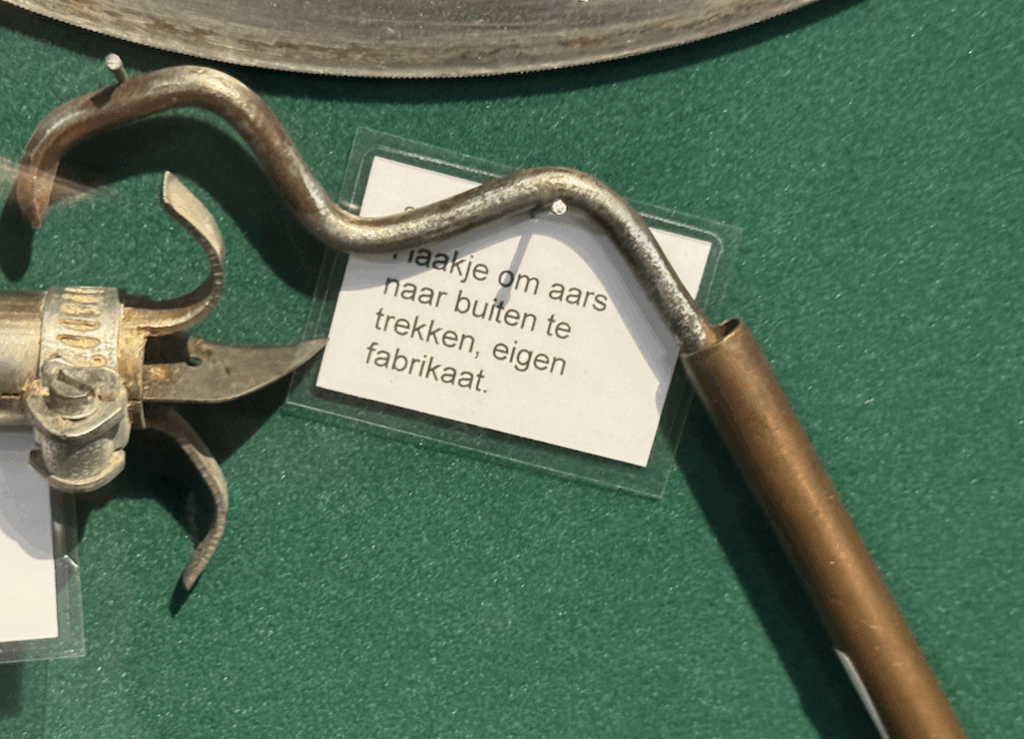 Haakje om aars
naar buiten te
trekken, eigen
fabrikaat.